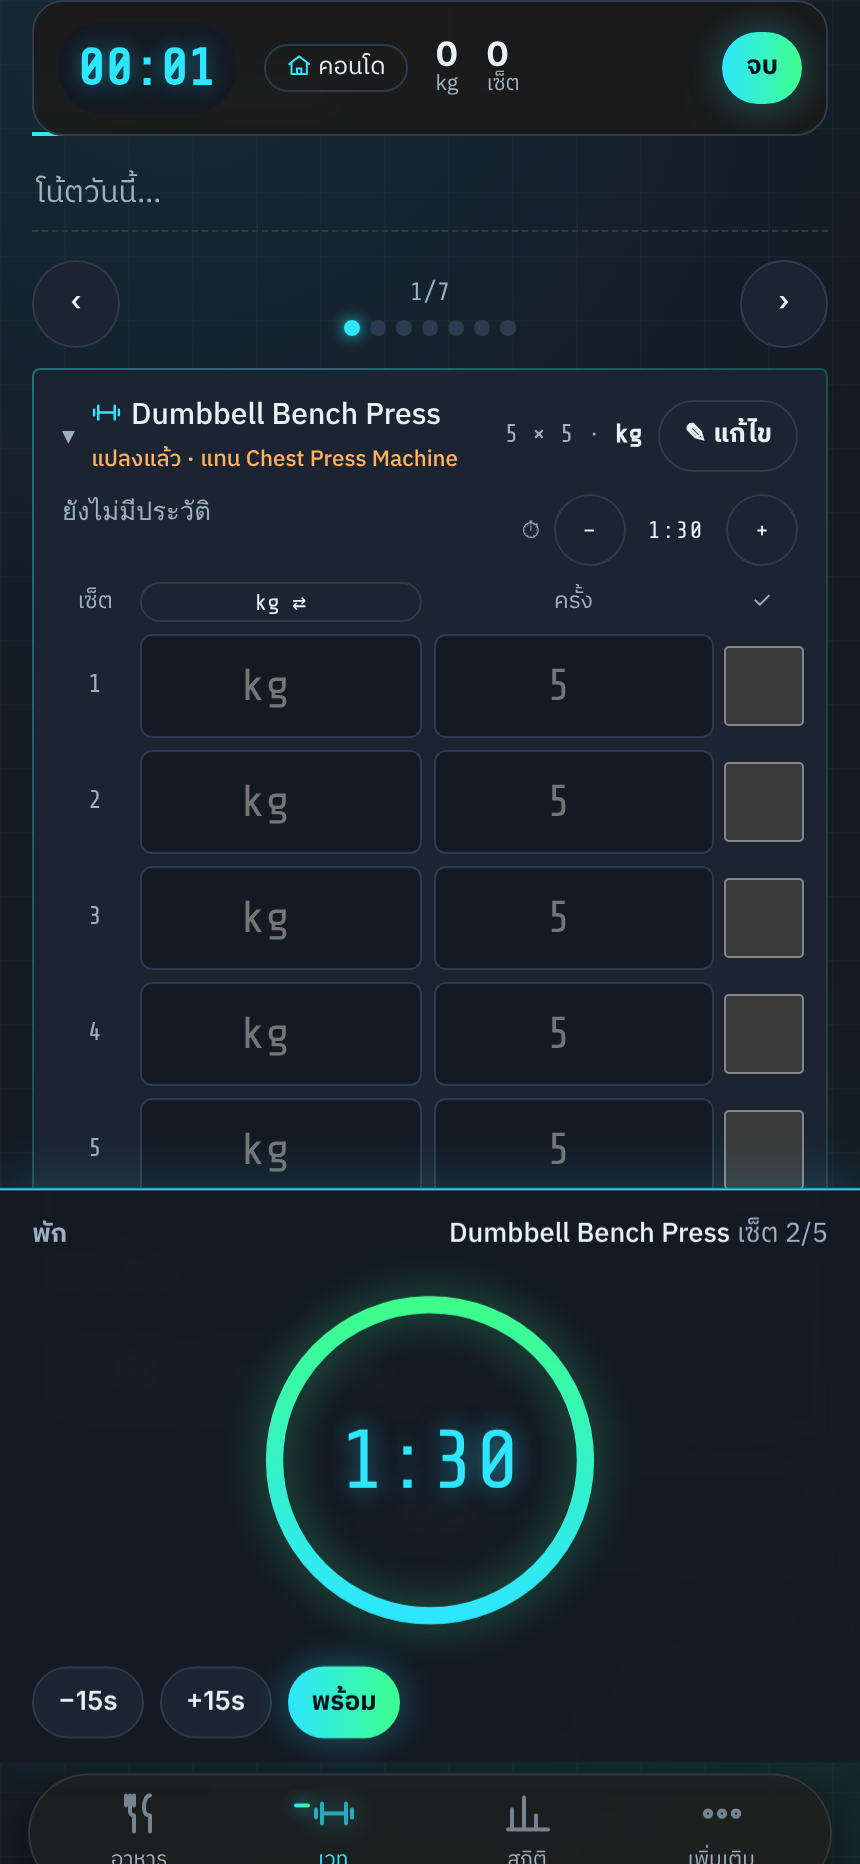 00:01
คอนโด
0
kg
0
เซ็ต
จบ
โน้ตวันนี้...
‹
1/7
›
▼
Dumbbell Bench Press
แปลงแล้ว · แทน Chest Press Machine
5 × 5 · kg
✎ แก้ไข
ยังไม่มีประวัติ
⏱ − 1:30 +
เซ็ต kg ⇄ ครั้ง ✓
1 kg 5
2 kg 5
3 kg 5
4 kg 5
5 kg 5
พัก
Dumbbell Bench Press เซ็ต 2/5
1:30
−15s
+15s
พร้อม
อาหาร
เวท
สถิติ
เพิ่มเติม